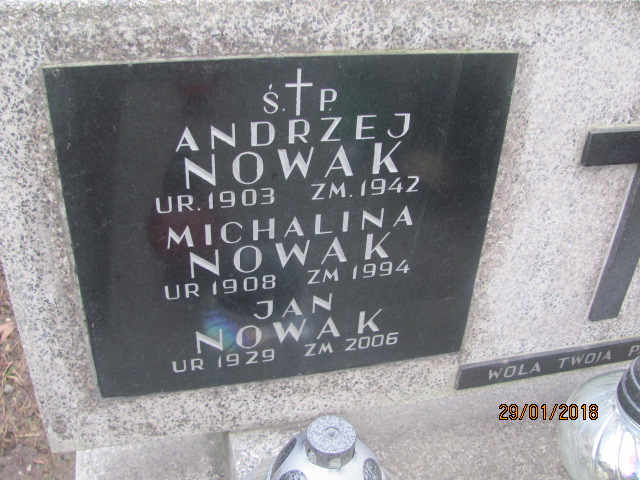 Ś. P.
ANDRZEJ
NOWAK
UR. 1903 ZM. 1942
MICHALINA
NOWAK
UR 1908 ZM 1994
JAN
NOWAK
UR 1929 ZM 2006
WOLA TWOJA
29/01/2018